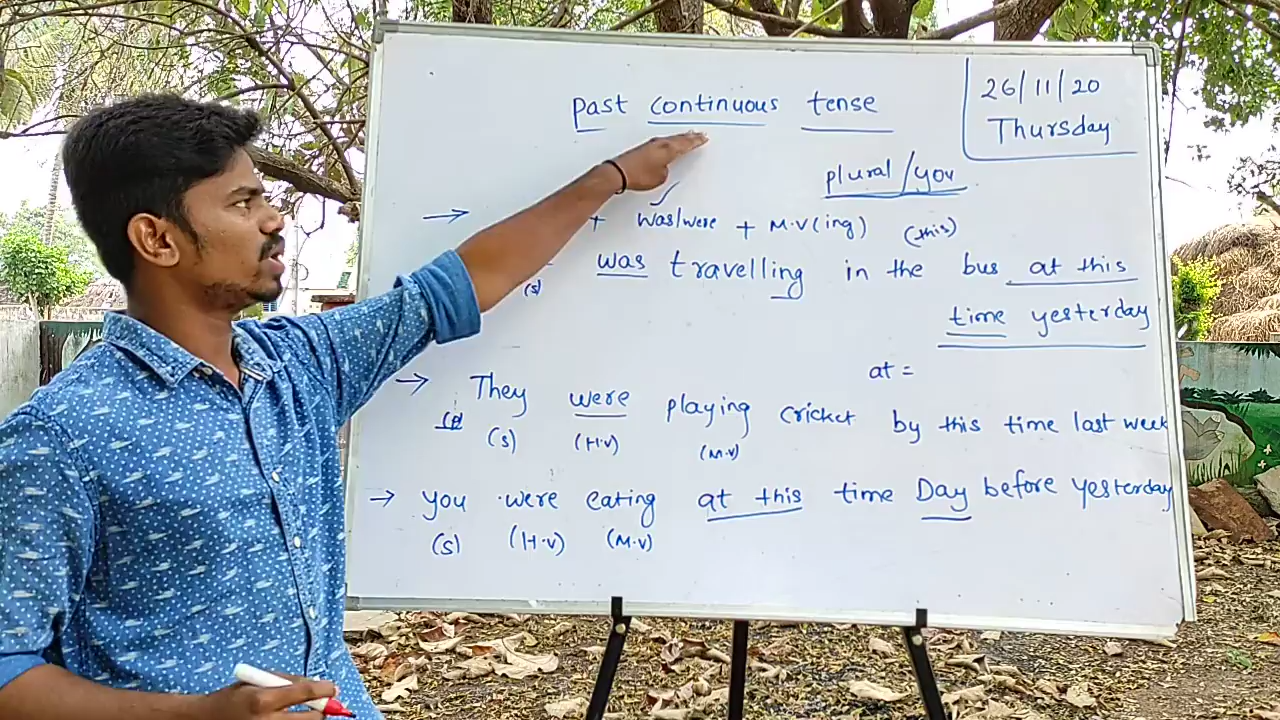 past continuous tense
26/11/20
Thursday
plural/you
→ + was/were + M.V(ing) (this)
was travelling in the bus at this
(s)
time yesterday
at =
→ They were playing cricket by this time last week
(p) (s) (H.V) (M.V)
→ you were eating at this time Day before yesterday
(s) (H.V) (M.V)